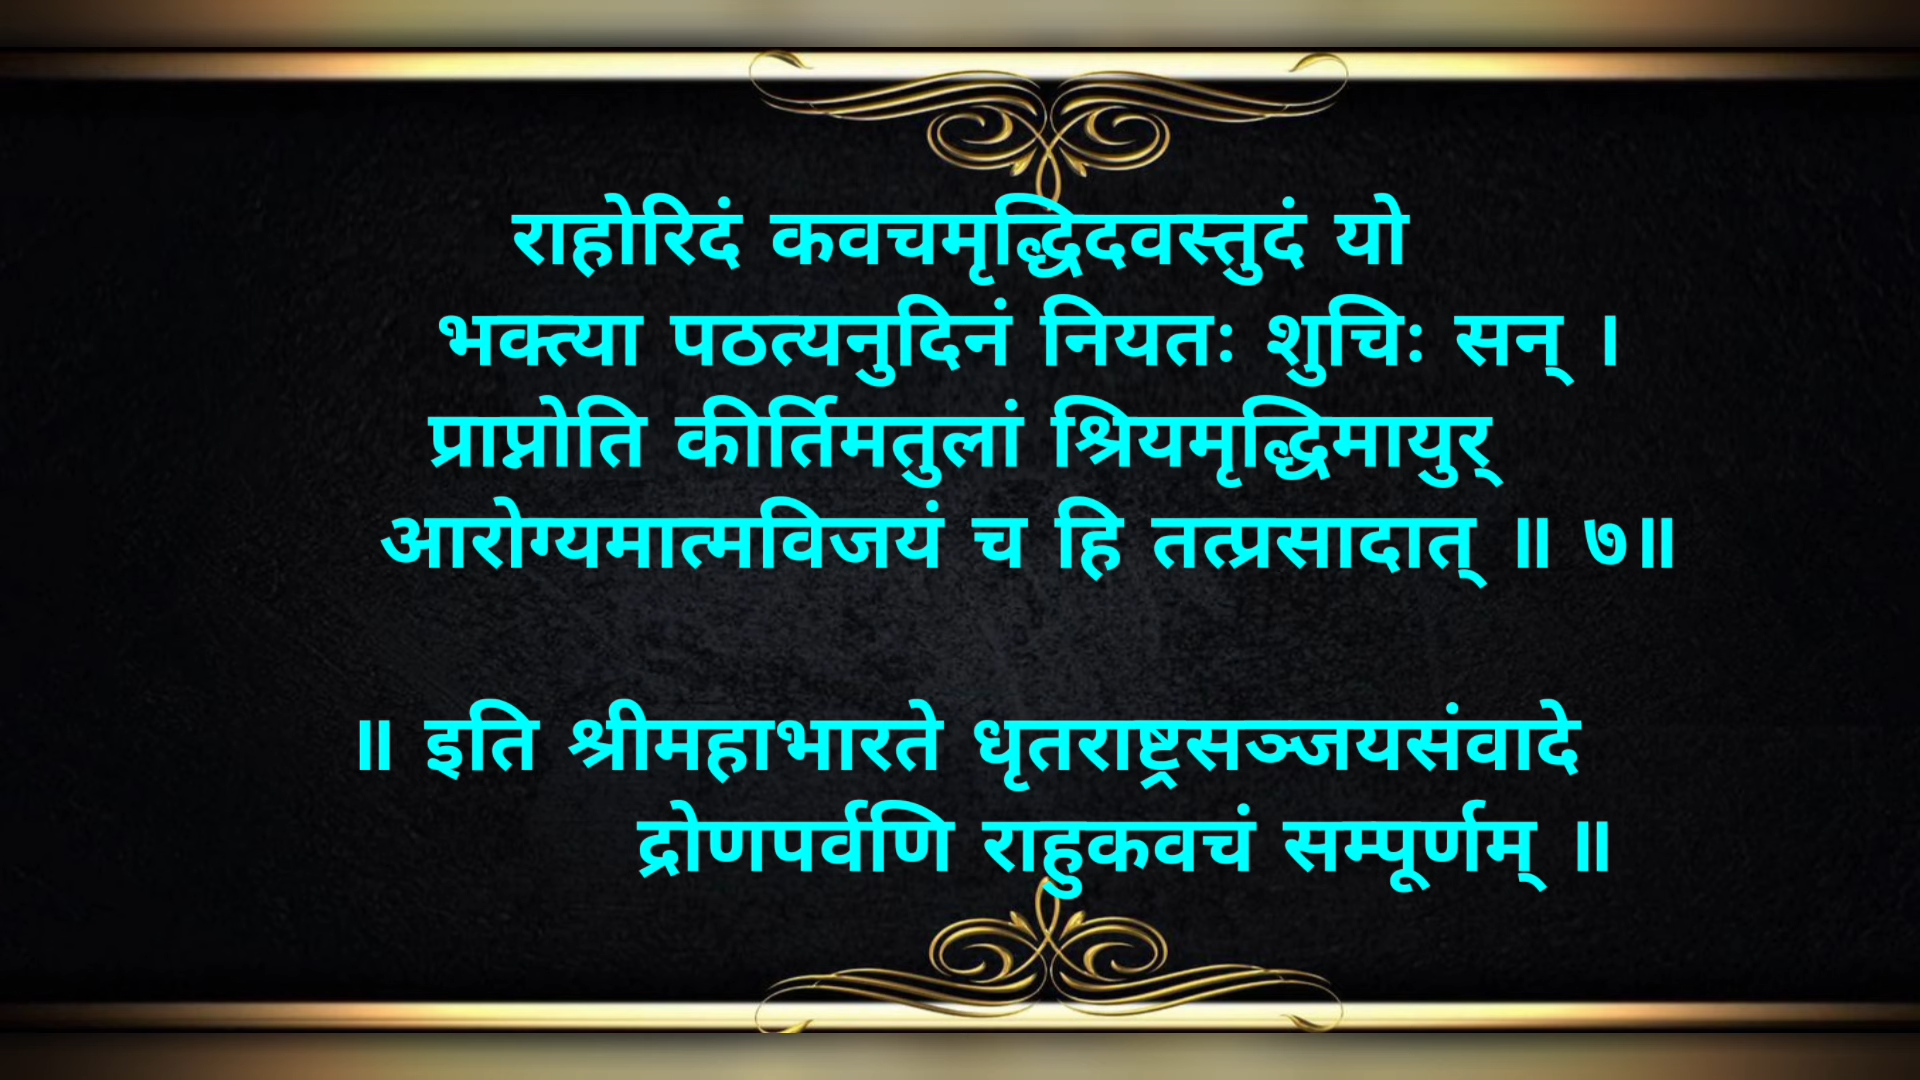 राहोरिदं कवचमृद्धिदवस्तुदं यो
भक्त्या पठत्यनुदिनं नियतः शुचिः सन् ।
प्राप्नोति कीर्तिमतुलां श्रियमृद्धिमायुर्
आरोग्यमात्मविजयं च हि तत्प्रसादात् ॥ ७॥
॥ इति श्रीमहाभारते धृतराष्ट्रसञ्जयसंवादे
द्रोणपर्वणि राहुकवचं सम्पूर्णम् ॥